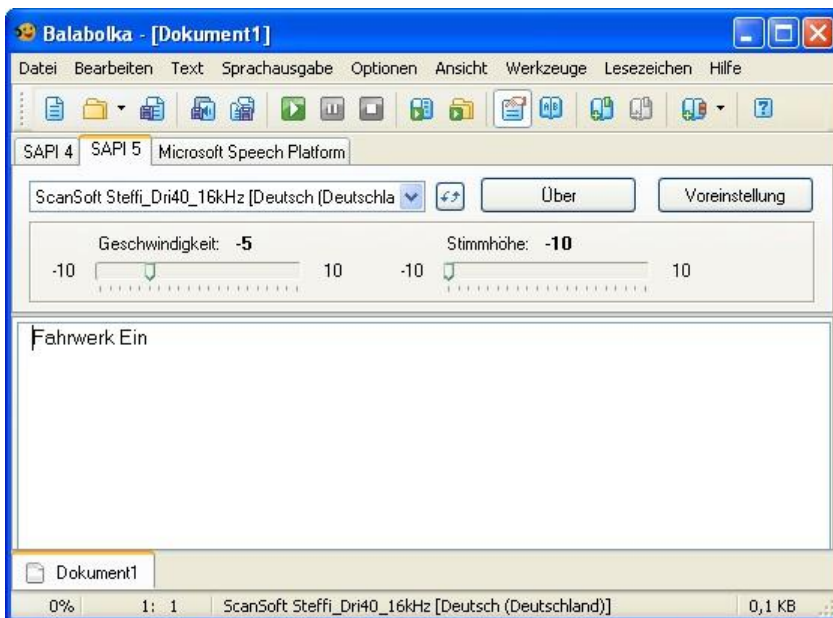 Balabolka - [Dokument1]
Datei Bearbeiten Text Sprachausgabe Optionen Ansicht Werkzeuge Lesezeichen Hilfe
SAPI 4 SAPI 5 Microsoft Speech Platform
ScanSoft Steffi_Dri40_16kHz [Deutsch (Deutschla Über Voreinstellung
Geschwindigkeit: -5 Stimmhöhe: -10
-10 10 -10 10
Fahrwerk Ein
Dokument1
0% 1: 1 ScanSoft Steffi_Dri40_16kHz [Deutsch (Deutschland)] 0,1 KB